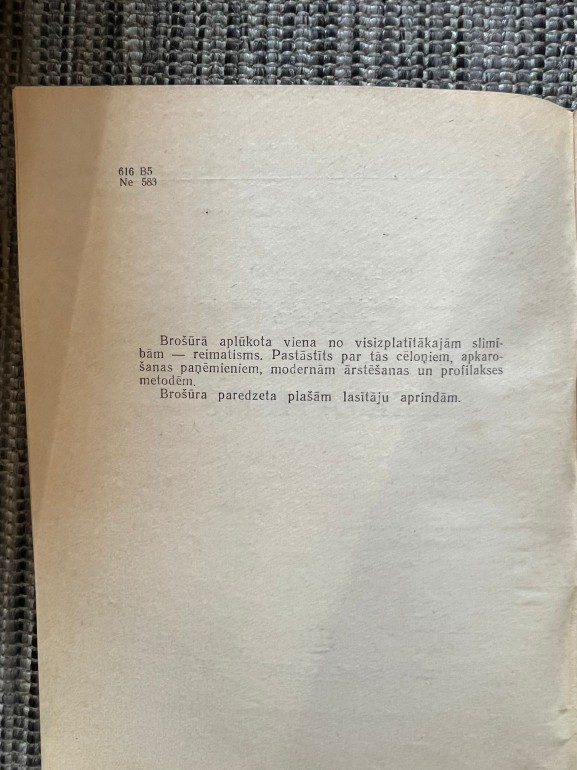 616 B5
Ne 583
Brošūrā aplūkota viena no visizplatītākajām slimī-
bām — reimatisms. Pastāstīts par tās cēloņiem, apkaro-
šanas paņēmieniem, modernām ārstēšanas un profilakses
metodēm.
Brošūra paredzeta plašām lasītāju aprindām.